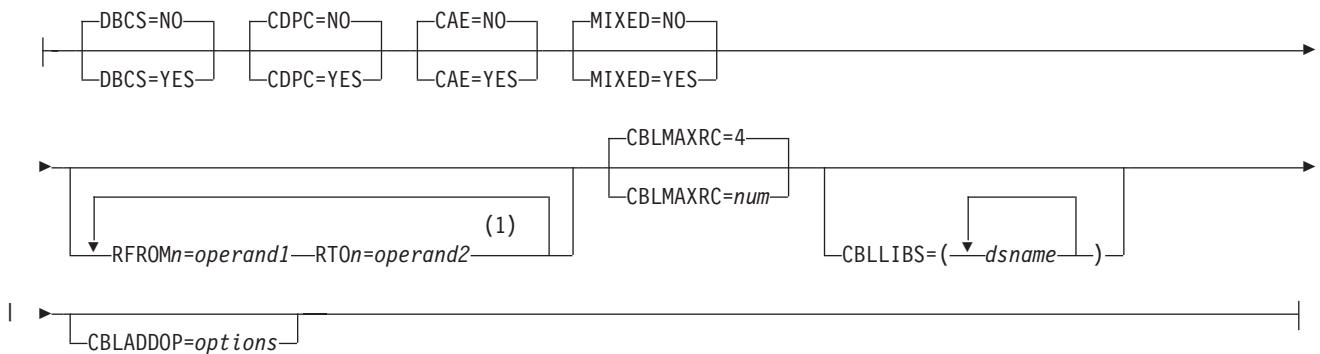 DBCS=NO CDPC=NO CAE=NO MIXED=NO
DBCS=YES CDPC=YES CAE=YES MIXED=YES
CBLMAXRC=4
CBLMAXRC=num
(1)
RFROMn=operand1 RTOn=operand2
CBLLIBS=( dsname )
|
CBLADDOP=options